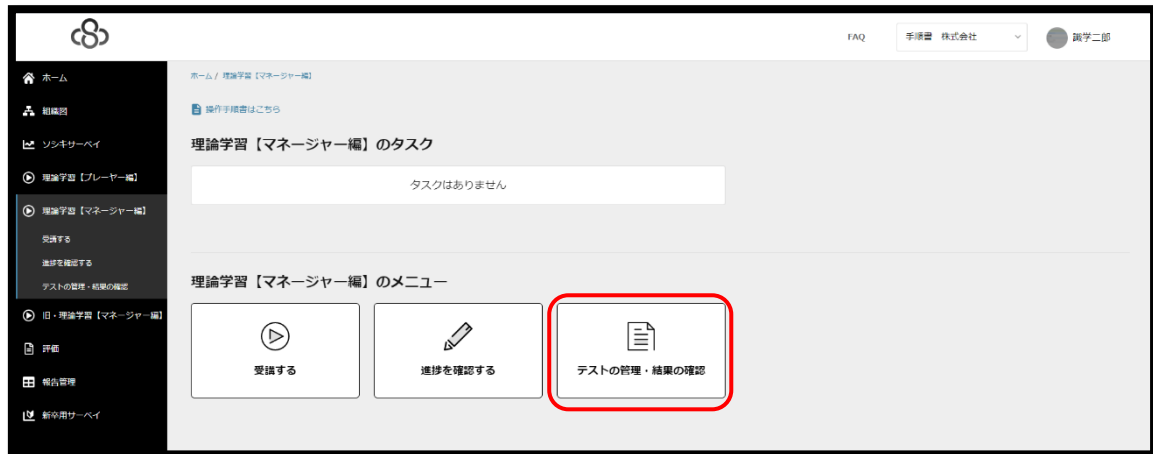 FAQ
手順書 株式会社
識学二郎
ホーム
組織図
ソシキサーベイ
理論学習【プレーヤー編】
理論学習【マネージャー編】
受講する
進捗を確認する
テストの管理・結果の確認
旧・理論学習【マネージャー編】
評価
報告管理
新卒用サーベイ
ホーム / 理論学習【マネージャー編】
操作手順書はこちら
理論学習【マネージャー編】のタスク
タスクはありません
理論学習【マネージャー編】のメニュー
受講する
進捗を確認する
テストの管理・結果の確認